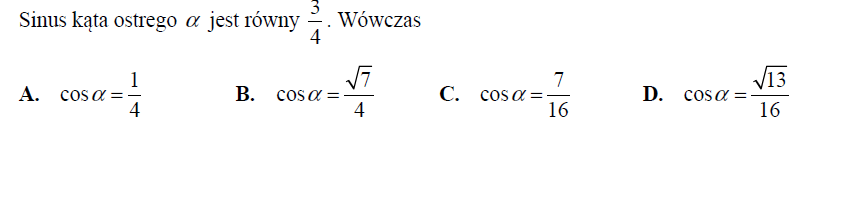 Sinus kąta ostrego α jest równy 3/4. Wówczas
A. cos α = 1/4 B. cos α = √7/4 C. cos α = 7/16 D. cos α = √13/16